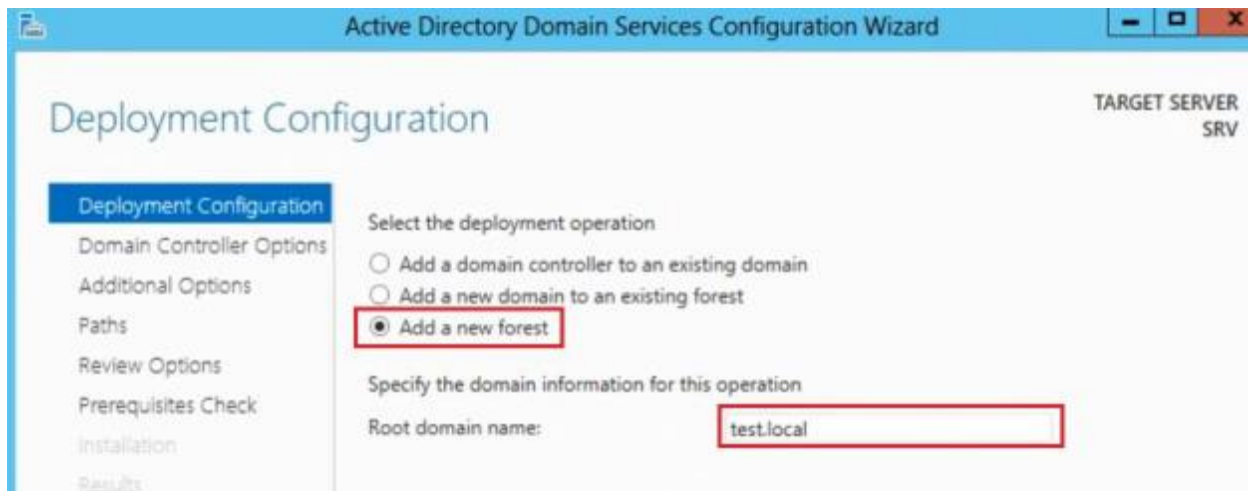 Active Directory Domain Services Configuration Wizard
Deployment Configuration
TARGET SERVER
SRV
Deployment Configuration
Domain Controller Options
Additional Options
Paths
Review Options
Prerequisites Check
Installation
Results
Select the deployment operation
Add a domain controller to an existing domain
Add a new domain to an existing forest
Add a new forest
Specify the domain information for this operation
Root domain name:
test.local